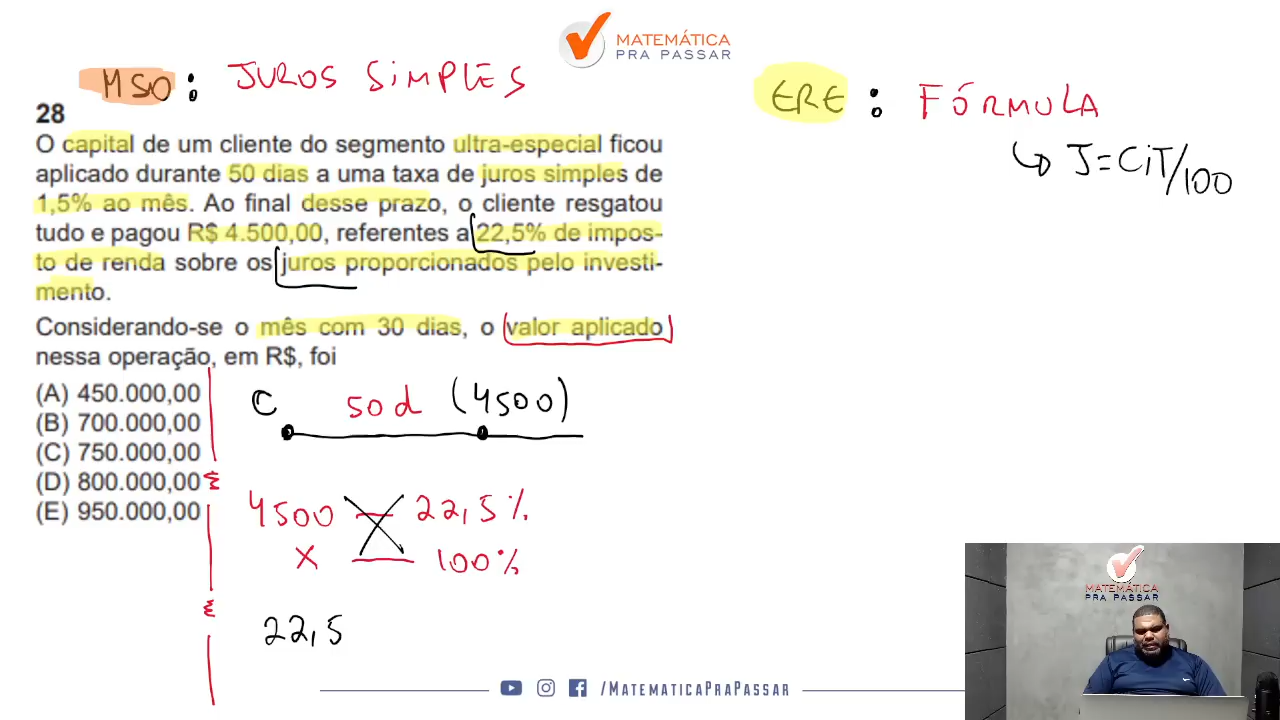 MATEMÁTICA
PRA PASSAR
MSO: JUROS SIMPLES
ERE: FÓRMULA
J=CiT/100
28
O capital de um cliente do segmento ultra-especial ficou
aplicado durante 50 dias a uma taxa de juros simples de
1,5% ao mês. Ao final desse prazo, o cliente resgatou
tudo e pagou R$ 4.500,00, referentes a 22,5% de impos-
to de renda sobre os juros proporcionados pelo investi-
mento.
Considerando-se o mês com 30 dias, o valor aplicado
nessa operação, em R$, foi
(A) 450.000,00
(B) 700.000,00
(C) 750.000,00
(D) 800.000,00
(E) 950.000,00
C 50d (4500)
4500 — 22,5%
X — 100%
22,5
MATEMÁTICA
PRA PASSAR
/MATEMATICAPRAPASSAR